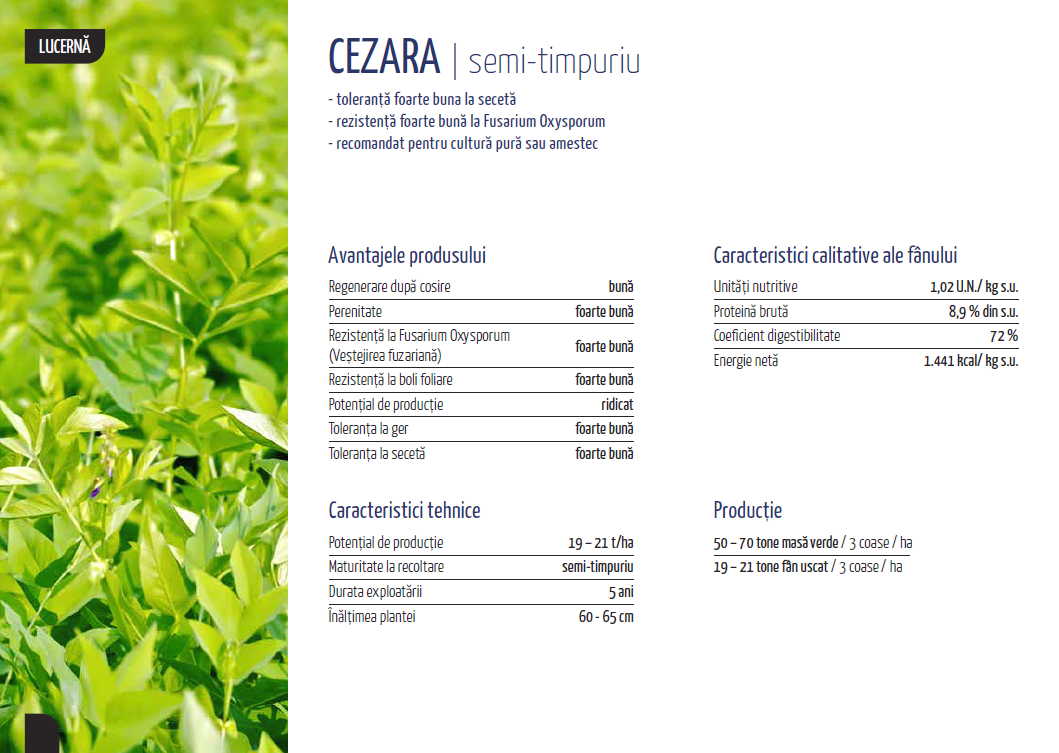 LUCERNĂ
CEZARA | semi-timpuriu
- toleranță foarte buna la secetă
- rezistență foarte bună la Fusarium Oxysporum
- recomandat pentru cultură pură sau amestec
Avantajele produsului
Regenerare după cosire bună
Perenitate foarte bună
Rezistență la Fusarium Oxysporum
(Veștejirea fuzariană) foarte bună
Rezistență la boli foliare foarte bună
Potențial de producție ridicat
Toleranța la ger foarte bună
Toleranța la secetă foarte bună
Caracteristici calitative ale fânului
Unități nutritive 1,02 U.N./ kg s.u.
Proteină brută 8,9 % din s.u.
Coeficient digestibilitate 72 %
Energie netă 1.441 kcal/ kg s.u.
Caracteristici tehnice
Potențial de producție 19 – 21 t/ha
Maturitate la recoltare semi-timpuriu
Durata exploatării 5 ani
Înălțimea plantei 60 - 65 cm
Producție
50 – 70 tone masă verde / 3 coase / ha
19 – 21 tone fân uscat / 3 coase / ha